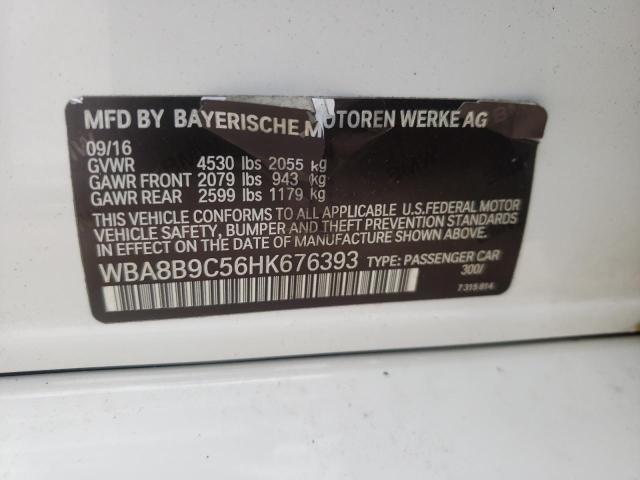 MFD BY BAYERISCHE MOTOREN WERKE AG
09/16
GVWR 4530 lbs 2055 kg
GAWR FRONT 2079 lbs 943 kg
GAWR REAR 2599 lbs 1179 kg
THIS VEHICLE CONFORMS TO ALL APPLICABLE U.S.FEDERAL MOTOR
VEHICLE SAFETY, BUMPER AND THEFT PREVENTION STANDARDS
IN EFFECT ON THE DATE OF MANUFACTURE SHOWN ABOVE.
WBA8B9C56HK676393 TYPE: PASSENGER CAR
300/
7315814